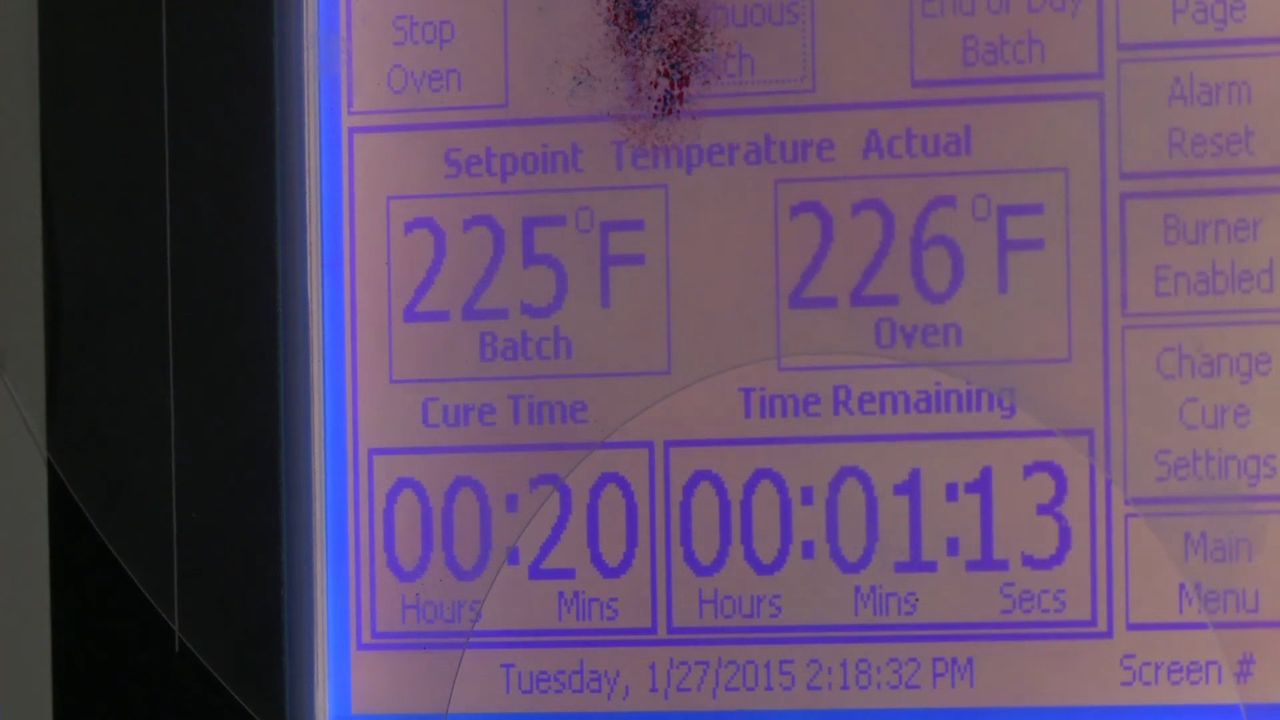 Stop
Oven
End of Day
Batch
Page
Alarm
Reset
Setpoint Temperature Actual
225°F
Batch
226°F
Oven
Burner
Enabled
Change
Cure
Settings
Cure Time
Time Remaining
00:20
Hours Mins
00:01:13
Hours Mins Secs
Main
Menu
Tuesday, 1/27/2015 2:18:32 PM
Screen #